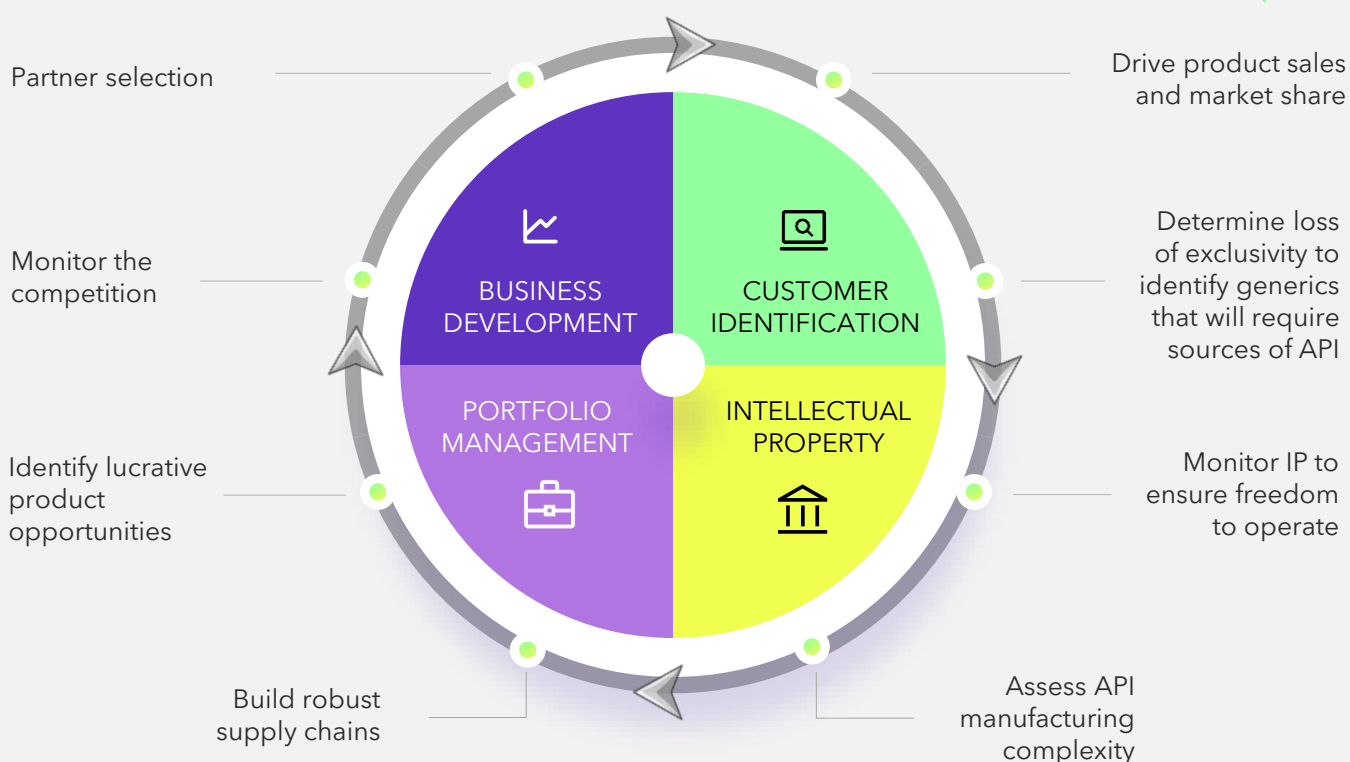 Partner selection
Drive product sales
and market share
Monitor the
competition
Determine loss
of exclusivity to
identify generics
that will require
sources of API
BUSINESS
DEVELOPMENT
CUSTOMER
IDENTIFICATION
PORTFOLIO
MANAGEMENT
INTELLECTUAL
PROPERTY
Identify lucrative
product
opportunities
Monitor IP to
ensure freedom
to operate
Build robust
supply chains
Assess API
manufacturing
complexity